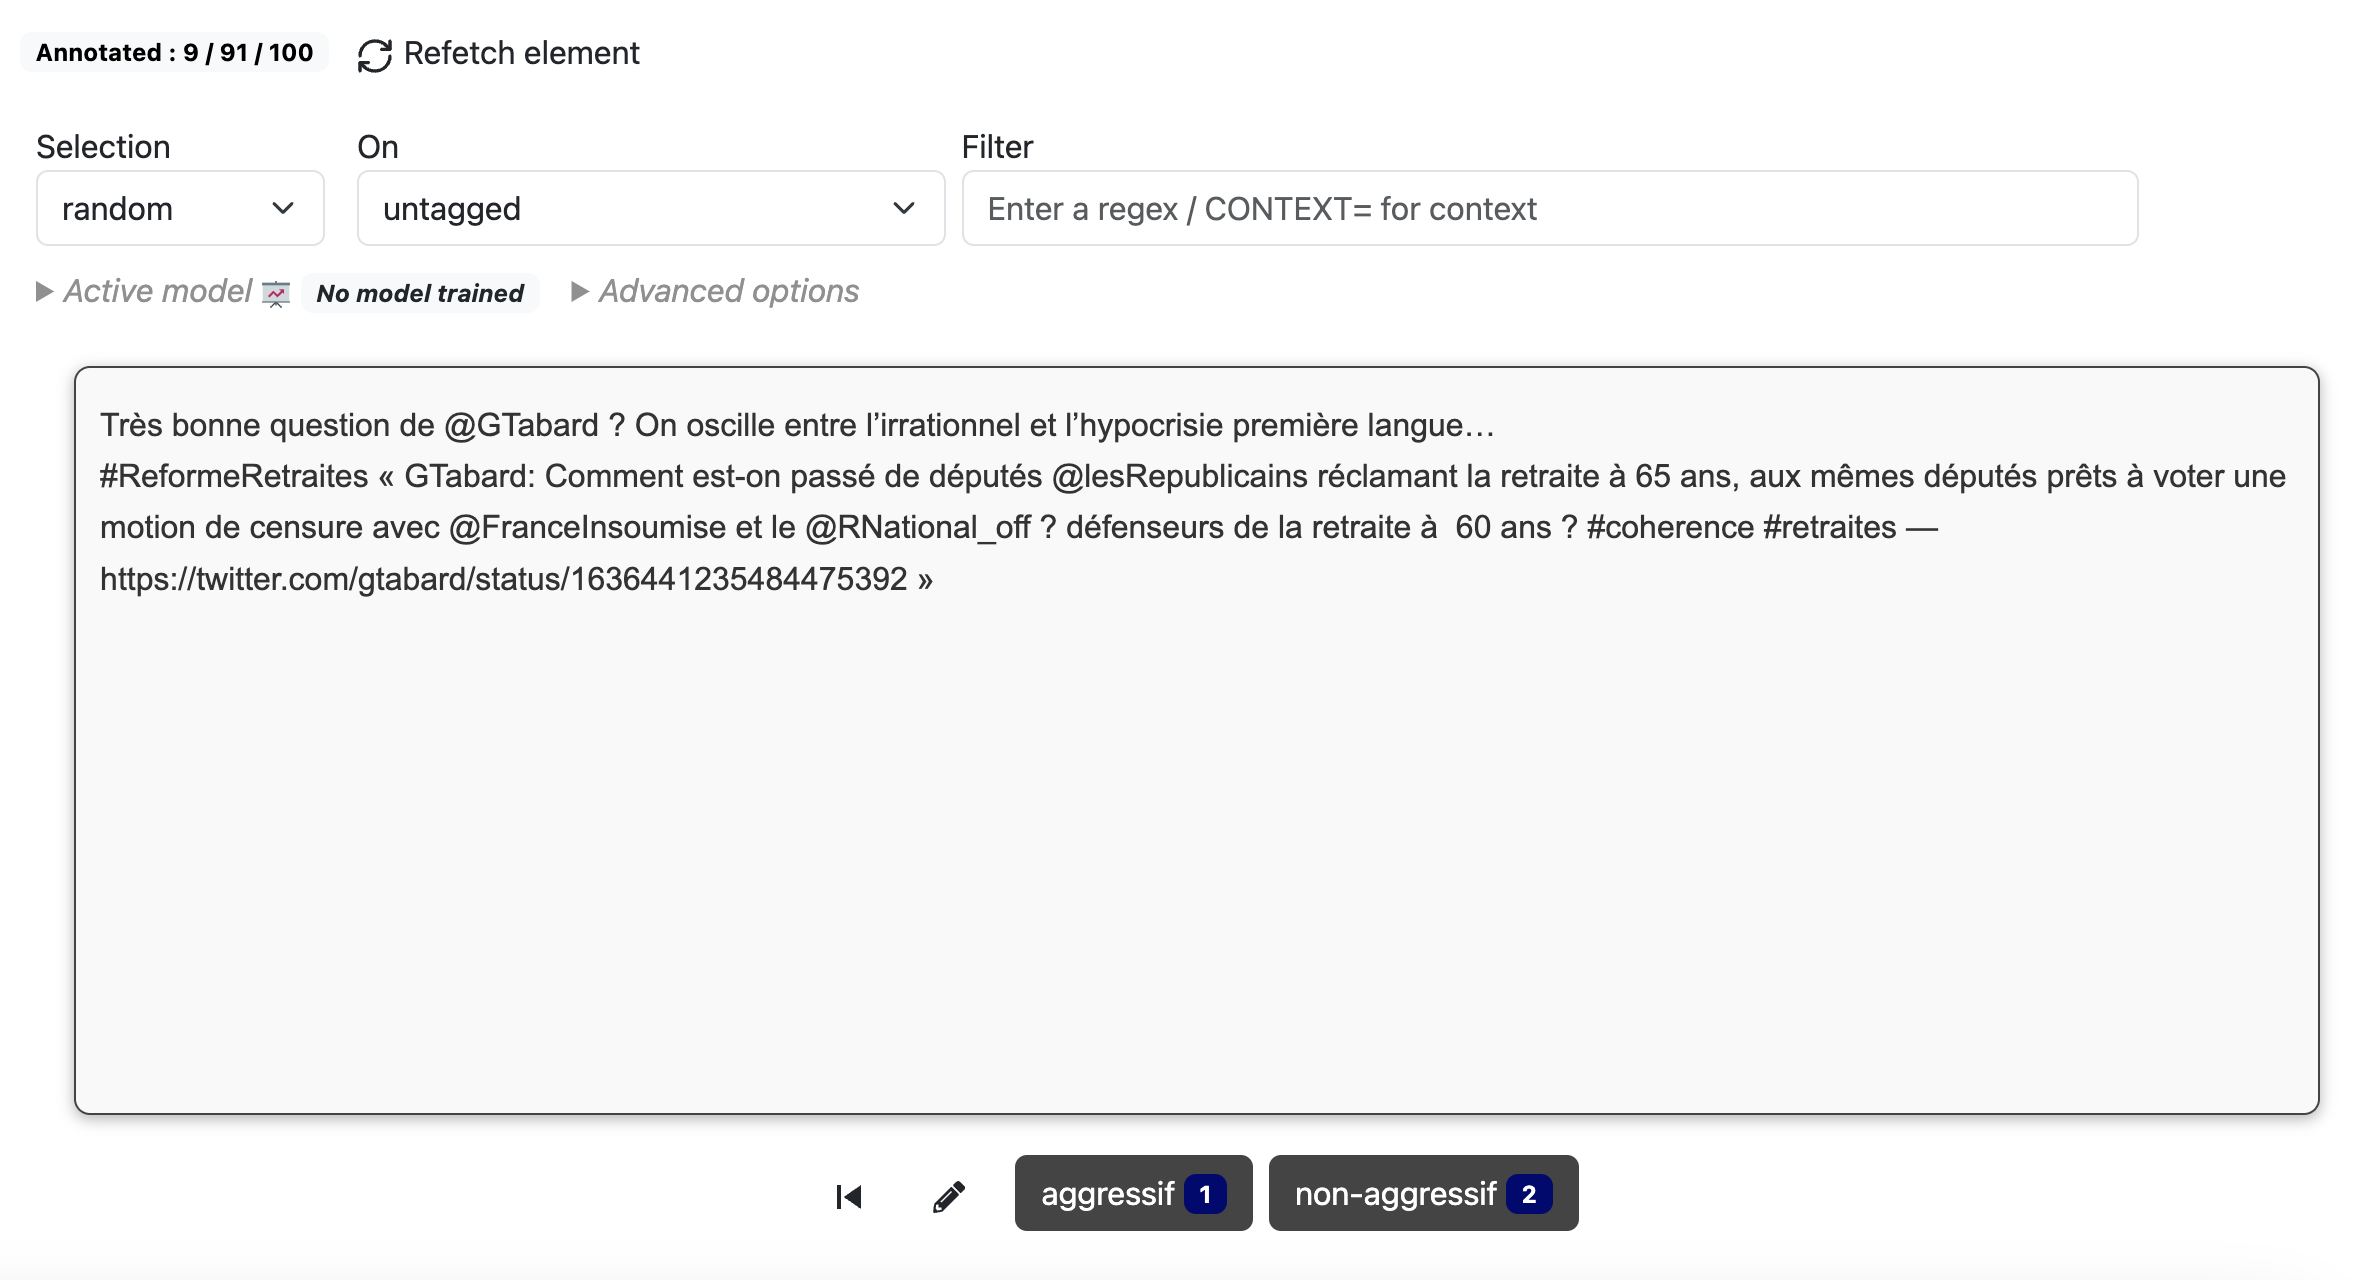 Annotated : 9 / 91 / 100 Refetch element
Selection On Filter
random untagged Enter a regex / CONTEXT= for context
Active model No model trained Advanced options
Très bonne question de @GTabard ? On oscille entre l’irrationnel et l’hypocrisie première langue…
#ReformeRetraites « GTabard: Comment est-on passé de députés @lesRepublicains réclamant la retraite à 65 ans, aux mêmes députés prêts à voter une
motion de censure avec @FranceInsoumise et le @RNational_off ? défenseurs de la retraite à  60 ans ? #coherence #retraites —
https://twitter.com/gtabard/status/1636441235484475392 »
aggressif 1 non-aggressif 2